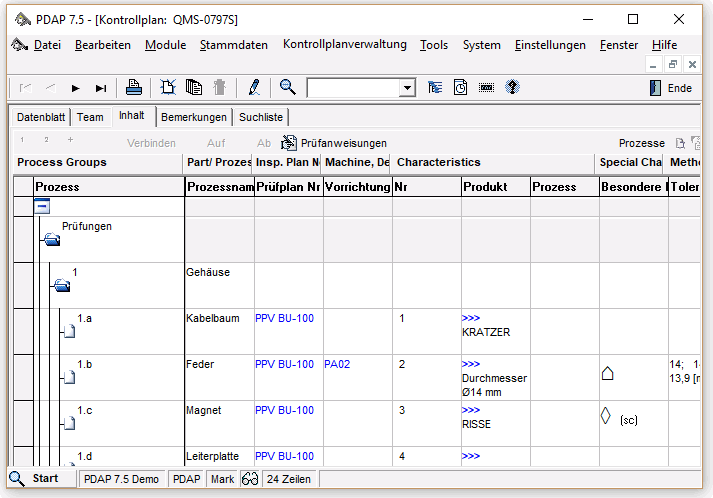 PDAP 7.5 - [Kontrollplan: QMS-0797S]
Datei Bearbeiten Module Stammdaten Kontrollplanverwaltung Tools System Einstellungen Fenster Hilfe
Ende
Datenblatt Team Inhalt Bemerkungen Suchliste
1 2 + Verbinden Auf Ab Prüfanweisungen Prozesse
Process Groups Part/ Prozes Insp. Plan N Machine, De Characteristics Special Cha Metho
Prozess Prozessnam Prüfplan Nr Vorrichtung Nr Produkt Prozess Besondere Toler
Prüfungen
1 Gehäuse
1.a Kabelbaum PPV BU-100 1 >>>
KRATZER
1.b Feder PPV BU-100 PA02 2 >>> 14; 1
Durchmesser 13,9 [m
Ø14 mm
1.c Magnet PPV BU-100 3 >>> (sc)
RISSE
1.d Leiterplatte PPV BU-100 4 >>>
Start PDAP 7.5 Demo PDAP Mark 24 Zeilen